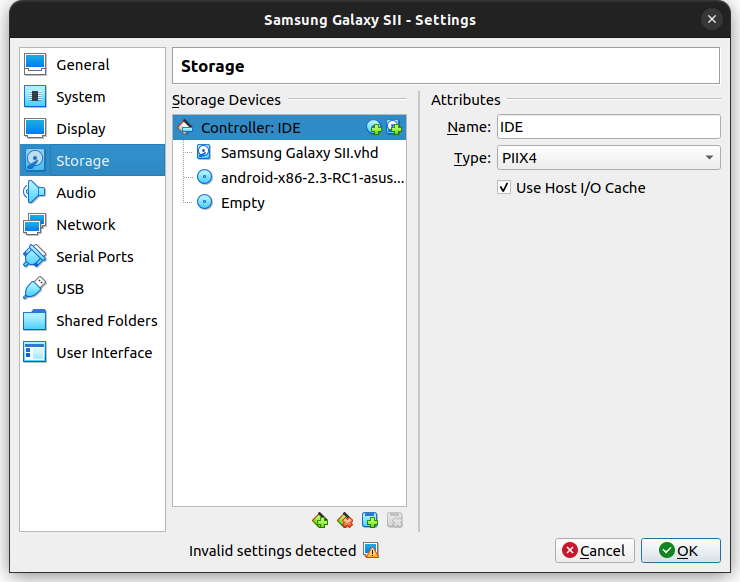 Samsung Galaxy SII - Settings
General
System
Display
Storage
Audio
Network
Serial Ports
USB
Shared Folders
User Interface
Storage
Storage Devices
Controller: IDE
Samsung Galaxy SII.vhd
android-x86-2.3-RC1-asus...
Empty
Attributes
Name: IDE
Type: PIIX4
Use Host I/O Cache
Invalid settings detected
Cancel
OK